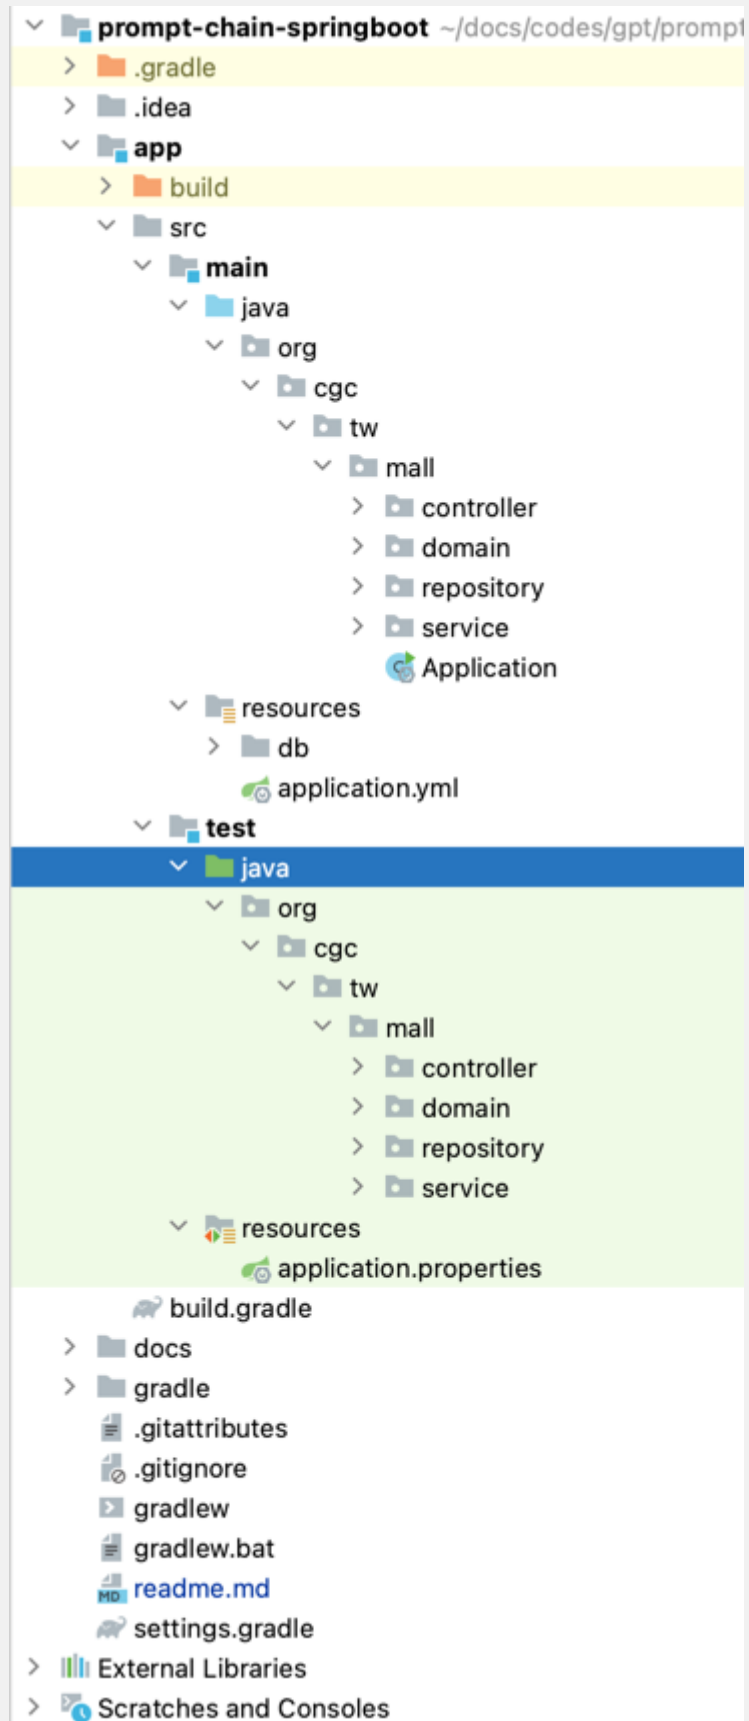 prompt-chain-springboot ~/docs/codes/gpt/prompt
.gradle
.idea
app
build
src
main
java
org
cgc
tw
mall
controller
domain
repository
service
Application
resources
db
application.yml
test
java
org
cgc
tw
mall
controller
domain
repository
service
resources
application.properties
build.gradle
docs
gradle
.gitattributes
.gitignore
gradlew
gradlew.bat
readme.md
settings.gradle
External Libraries
Scratches and Consoles